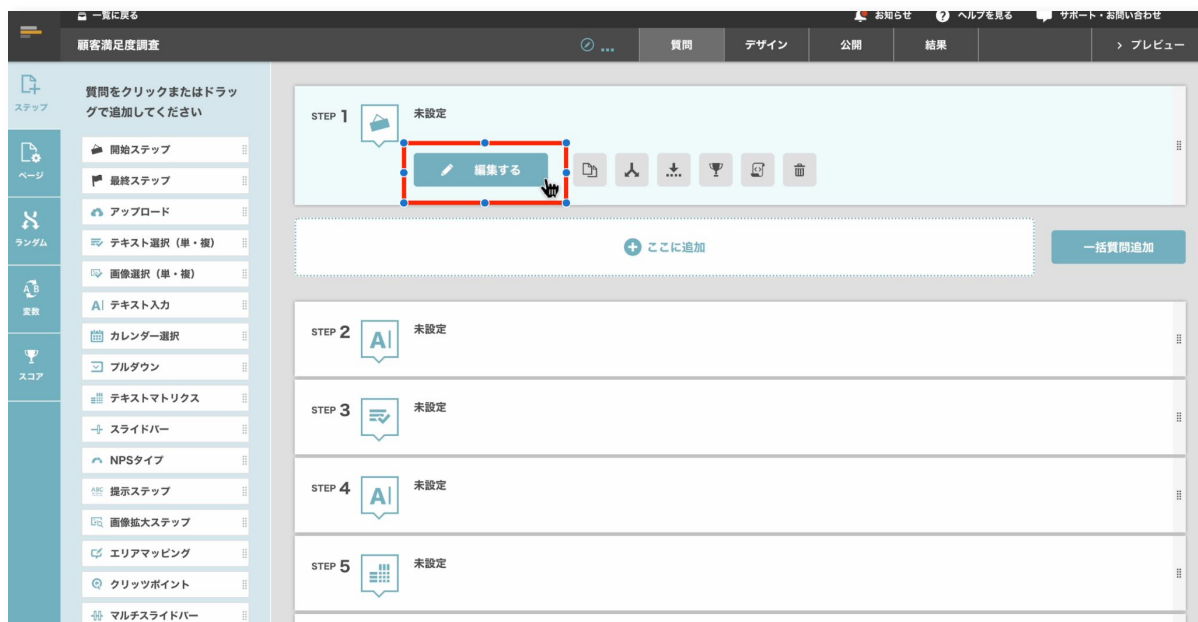 一覧に戻る
お知らせ
ヘルプを見る
サポート・お問い合わせ
顧客満足度調査
...
質問
デザイン
公開
結果
> プレビュー
ステップ
ページ
ランダム
変数
スコア
質問をクリックまたはドラッ
グで追加してください
開始ステップ
最終ステップ
アップロード
テキスト選択（単・複）
画像選択（単・複）
テキスト入力
カレンダー選択
プルダウン
テキストマトリクス
スライドバー
NPSタイプ
提示ステップ
画像拡大ステップ
エリアマッピング
クリッツポイント
マルチスライドバー
STEP 1
未設定
編集する
ここに追加
一括質問追加
STEP 2
未設定
STEP 3
未設定
STEP 4
未設定
STEP 5
未設定